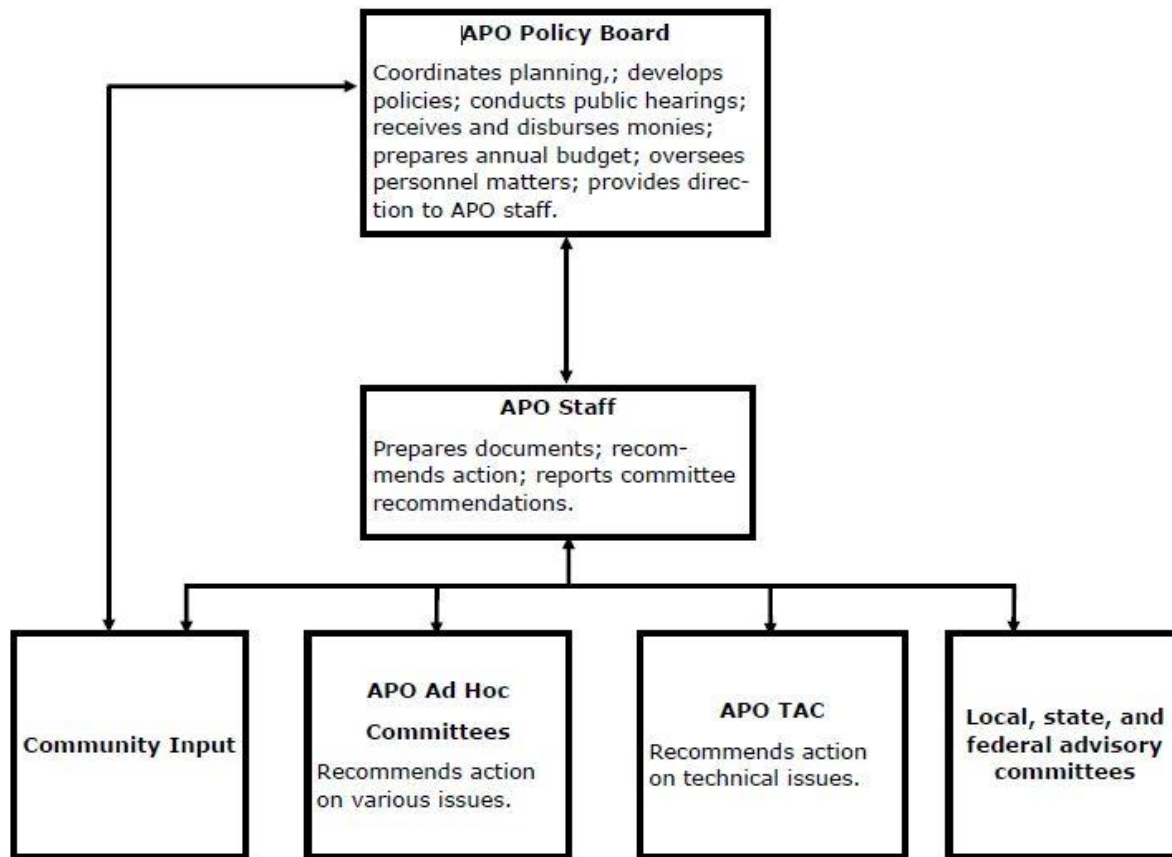 APO Policy Board
Coordinates planning,; develops
policies; conducts public hearings;
receives and disburses monies;
prepares annual budget; oversees
personnel matters; provides direc-
tion to APO staff.
APO Staff
Prepares documents; recom-
mends action; reports committee
recommendations.
Community Input
APO Ad Hoc
Committees
Recommends action
on various issues.
APO TAC
Recommends action
on technical issues.
Local, state, and
federal advisory
committees